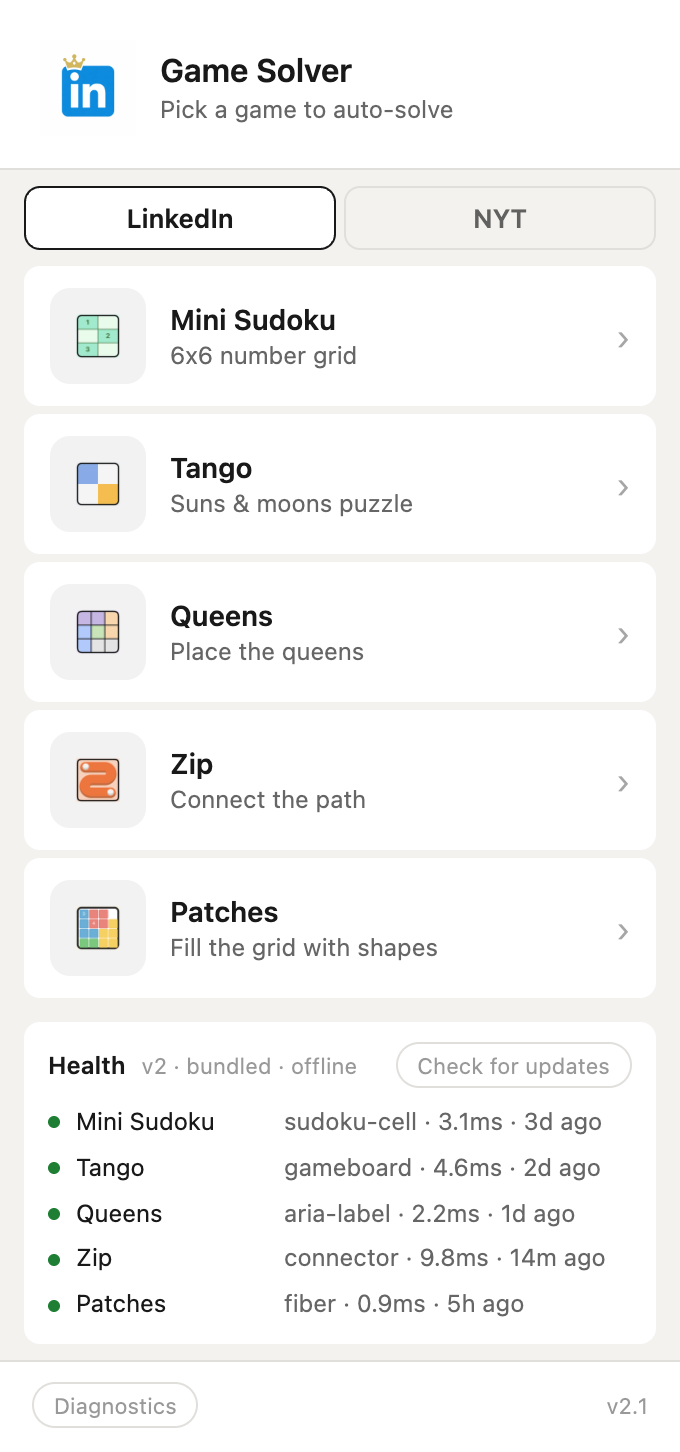 in
Game Solver
Pick a game to auto-solve
LinkedIn
NYT
1
2
3
Mini Sudoku
6x6 number grid
›
Tango
Suns & moons puzzle
›
Queens
Place the queens
›
Zip
Connect the path
›
Patches
Fill the grid with shapes
›
Health v2 · bundled · offline Check for updates
Mini Sudoku sudoku-cell · 3.1ms · 3d ago
Tango gameboard · 4.6ms · 2d ago
Queens aria-label · 2.2ms · 1d ago
Zip connector · 9.8ms · 14m ago
Patches fiber · 0.9ms · 5h ago
Diagnostics v2.1